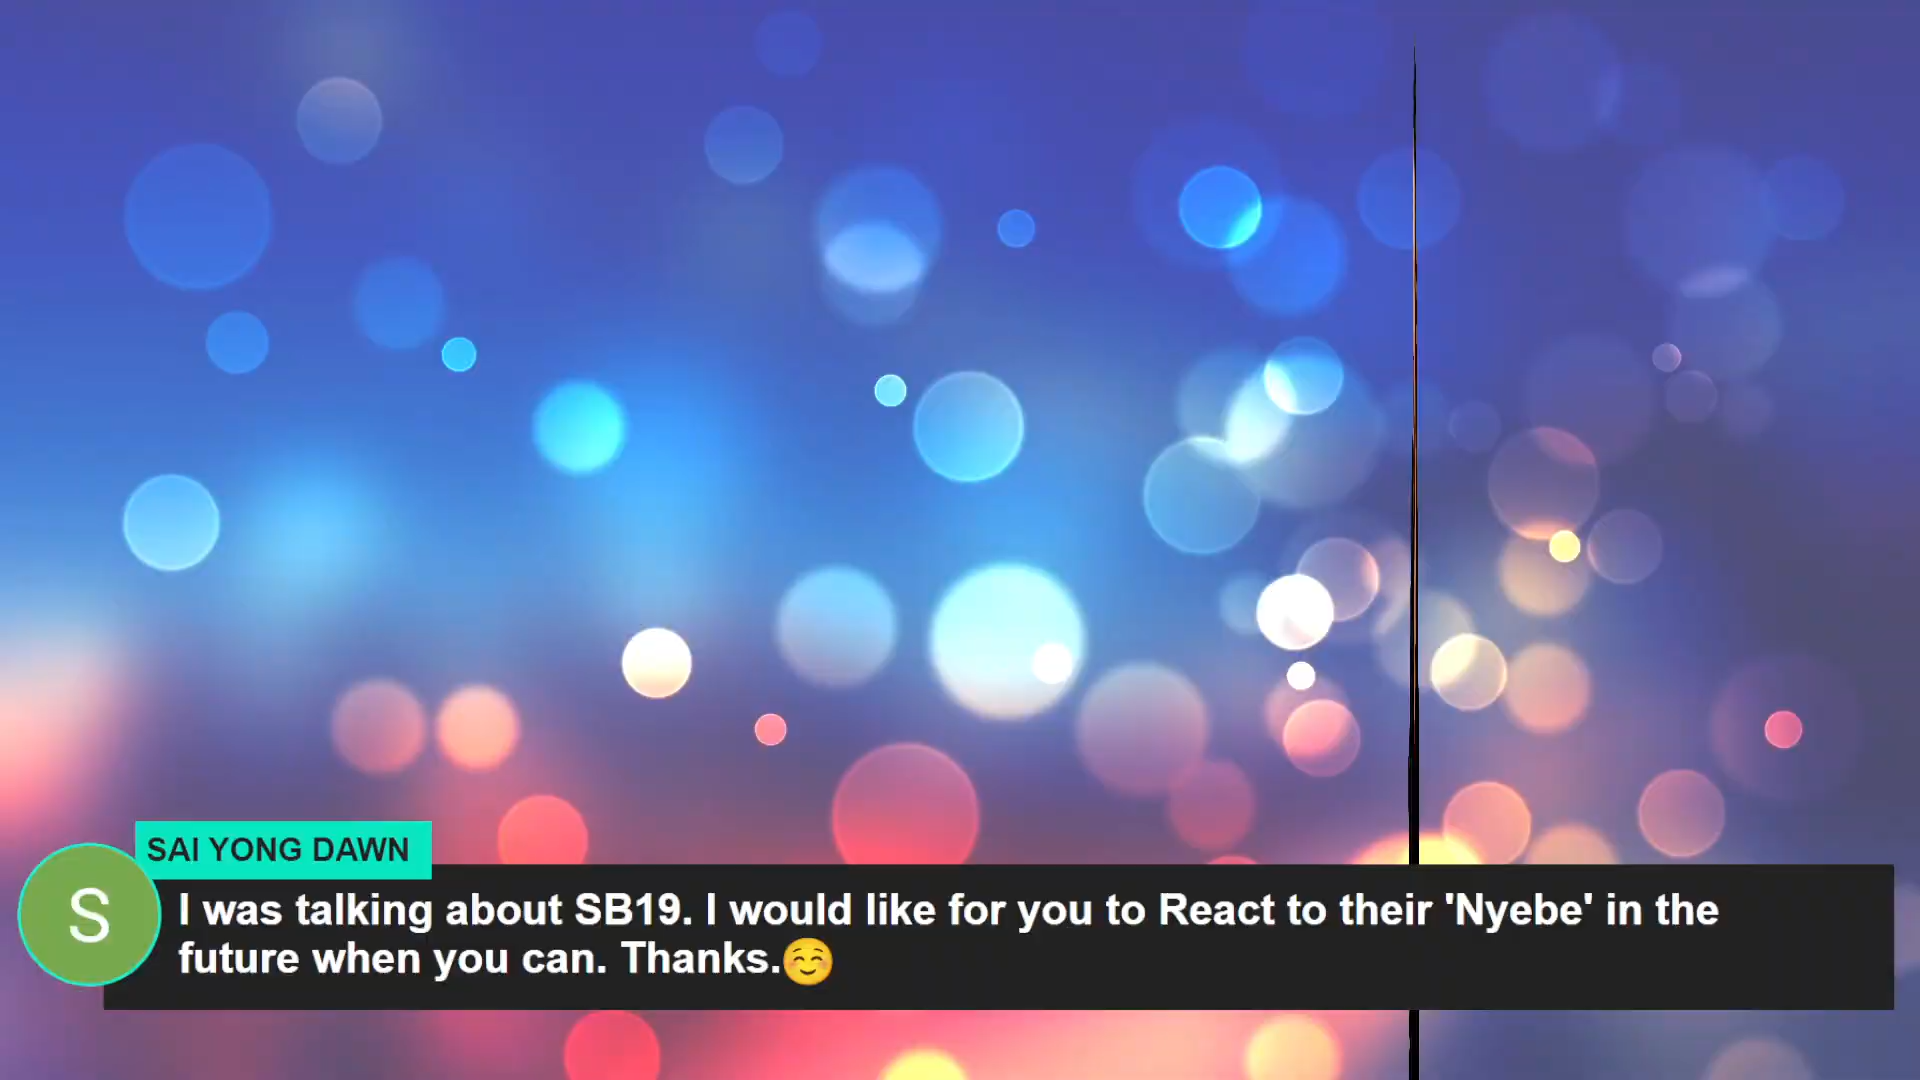 SAI YONG DAWN
S
I was talking about SB19. I would like for you to React to their 'Nyebe' in the
future when you can. Thanks.☺️